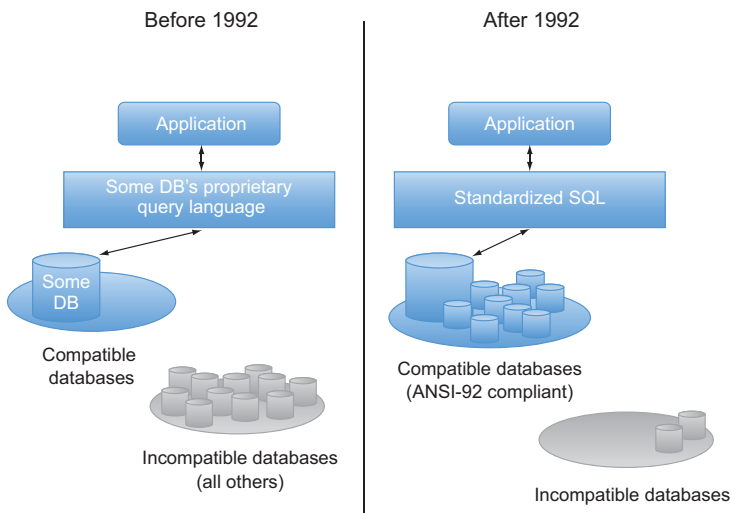 Before 1992
Application
Some DB's proprietary
query language
Some
DB
Compatible
databases
Incompatible databases
(all others)
After 1992
Application
Standardized SQL
Compatible databases
(ANSI-92 compliant)
Incompatible databases